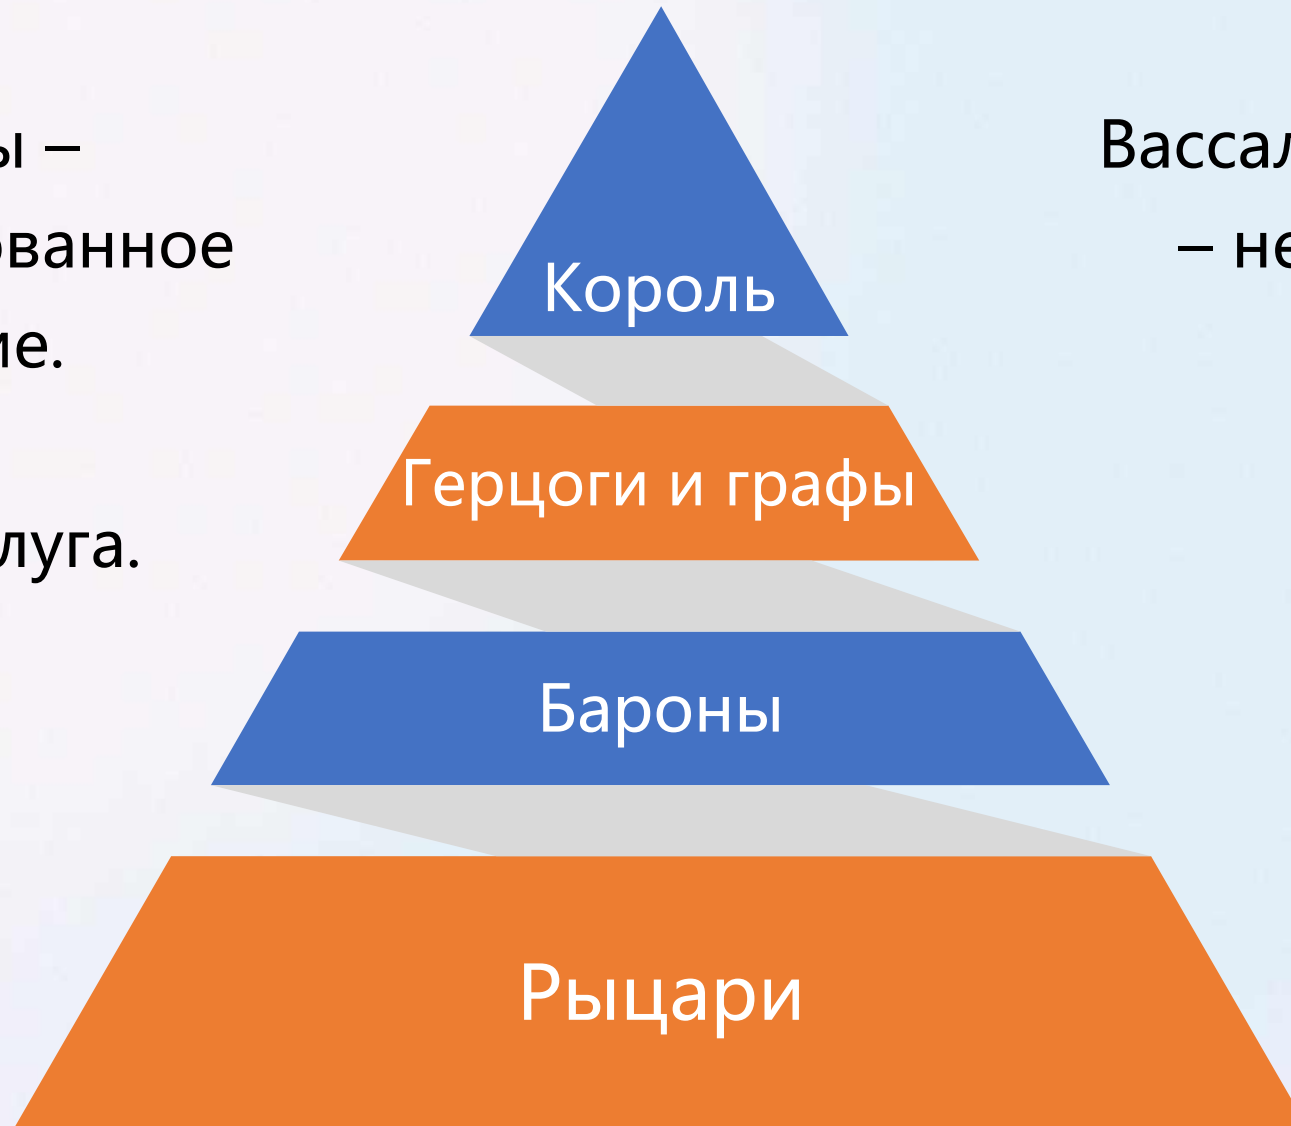 ы –
ованное
ие.
луга.
Король
Герцоги и графы
Бароны
Рыцари
Вассал
– не